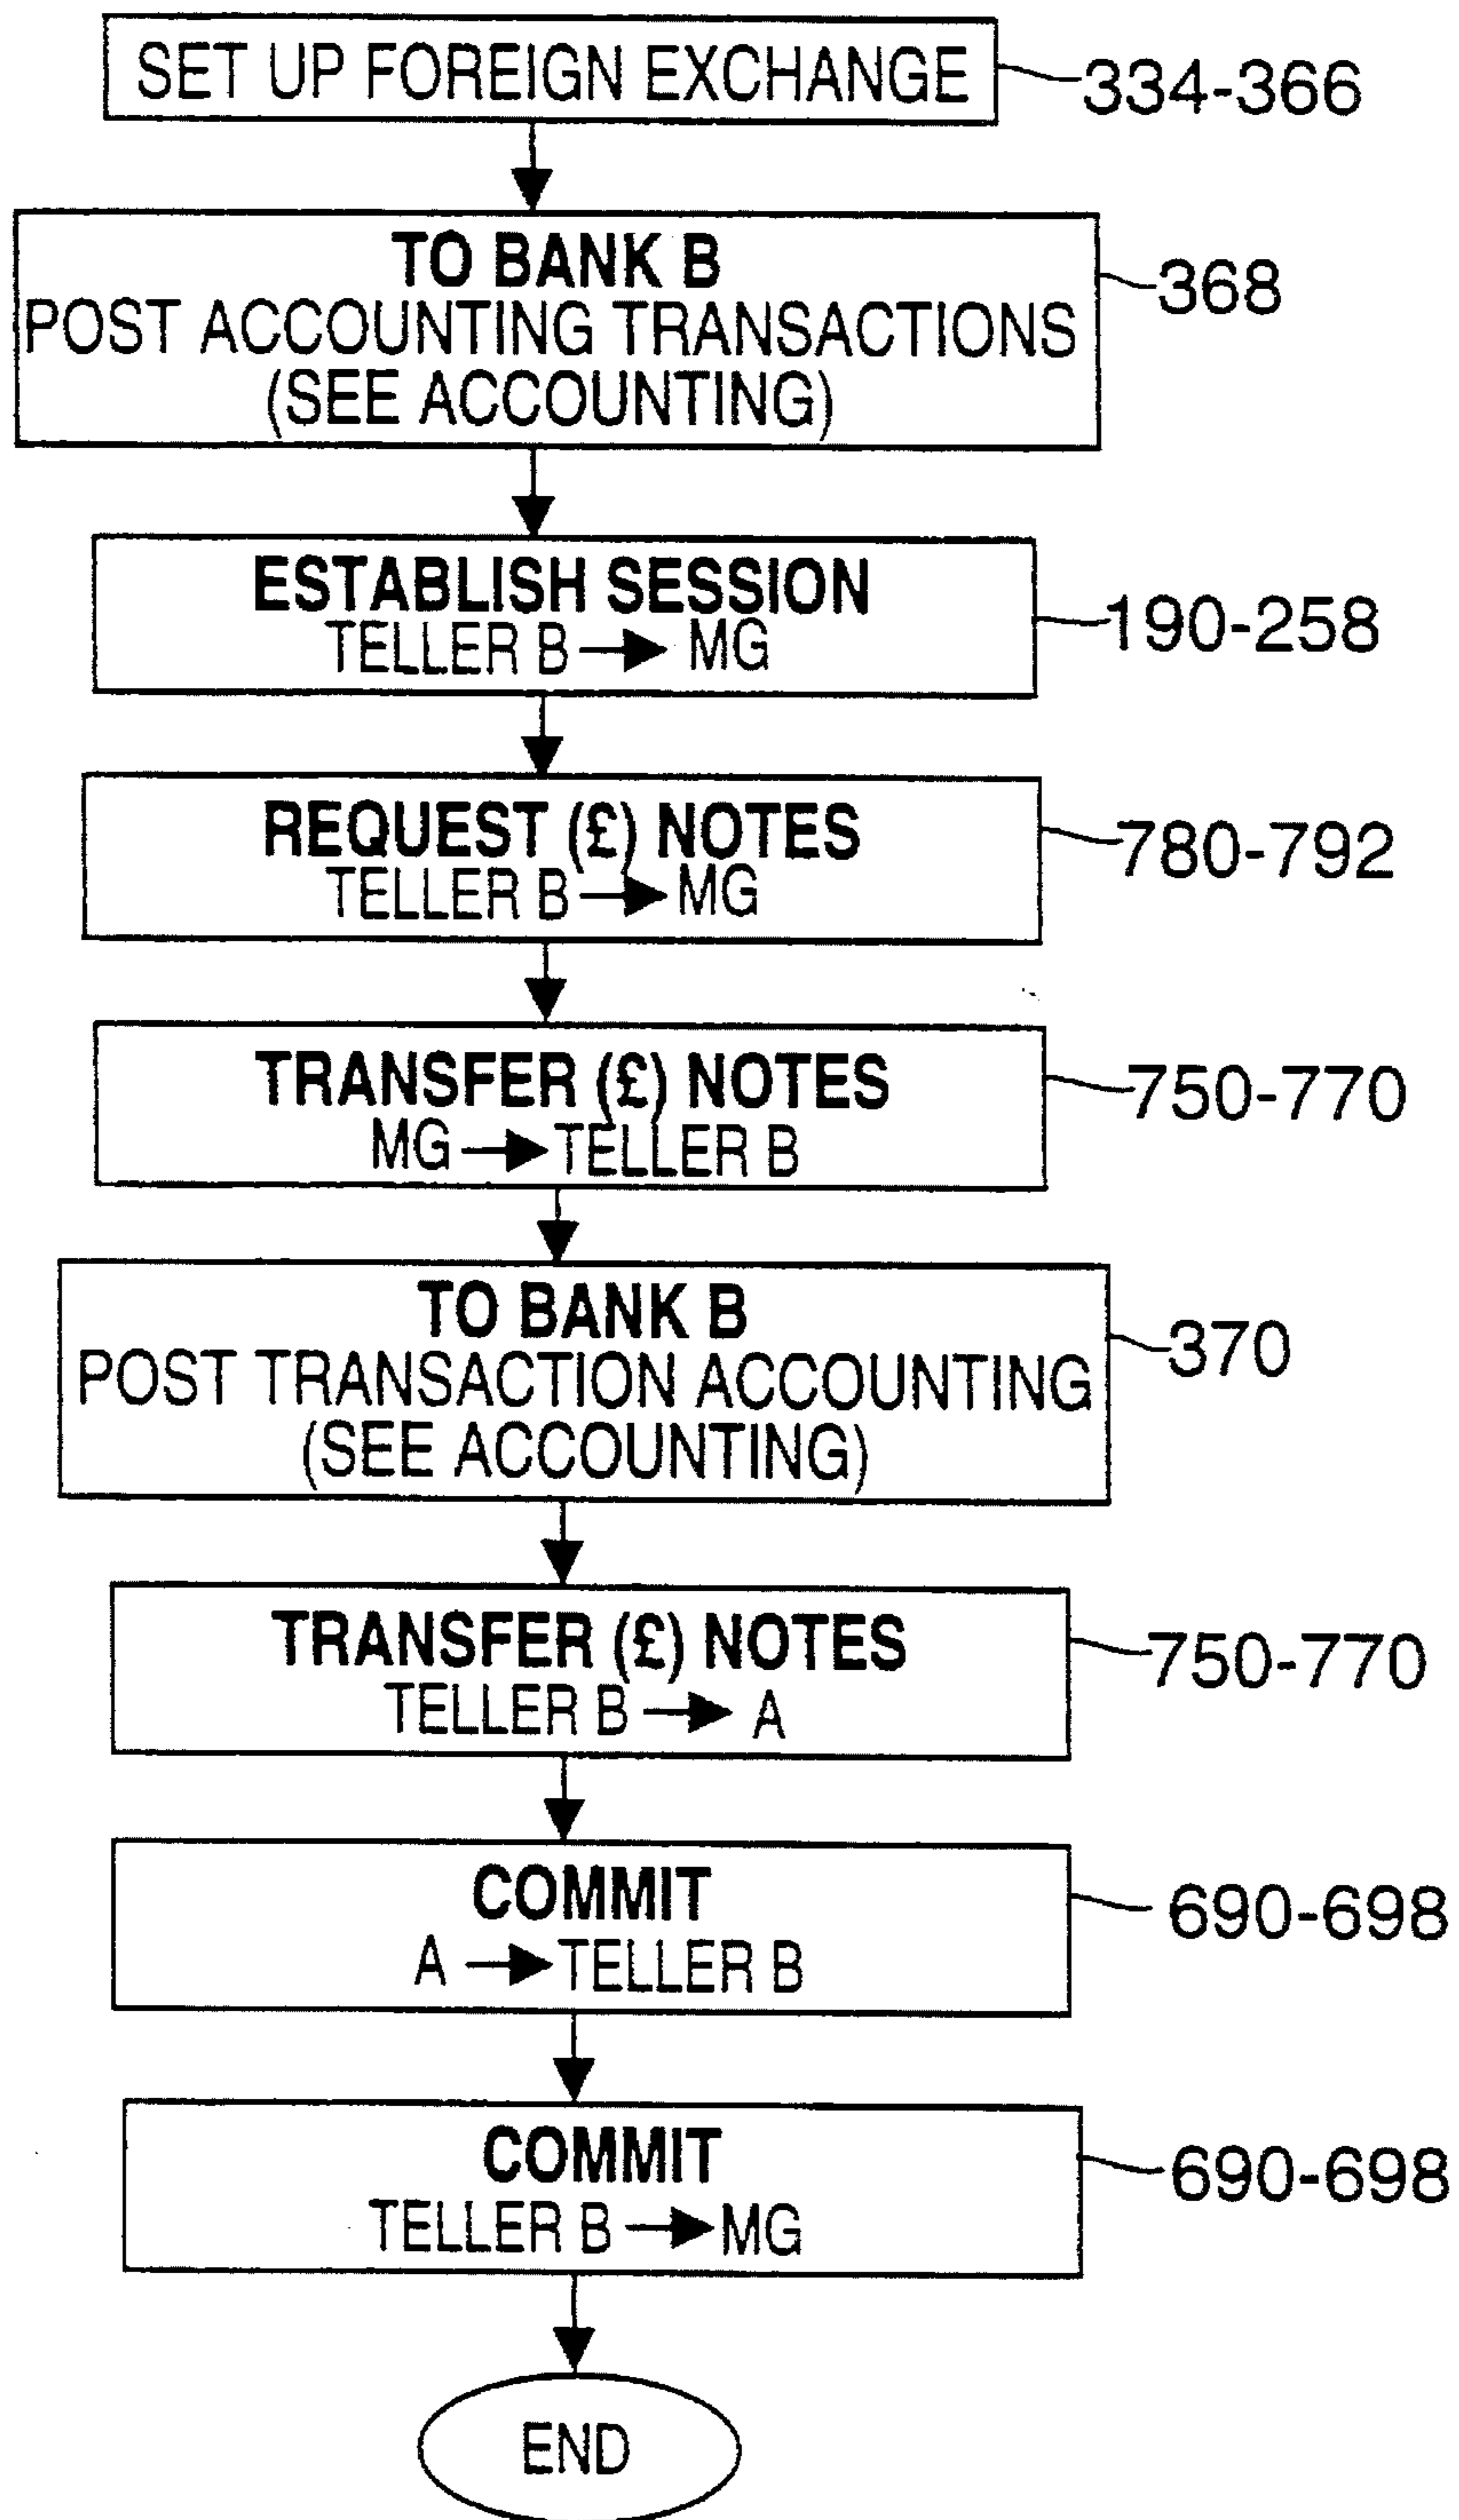 SET UP FOREIGN EXCHANGE
334-366
TO BANK B
POST ACCOUNTING TRANSACTIONS
(SEE ACCOUNTING)
368
ESTABLISH SESSION
TELLER B → MG
190-258
REQUEST (£) NOTES
TELLER B → MG
780-792
TRANSFER (£) NOTES
MG → TELLER B
750-770
TO BANK B
POST TRANSACTION ACCOUNTING
(SEE ACCOUNTING)
370
TRANSFER (£) NOTES
TELLER B → A
750-770
COMMIT
A → TELLER B
690-698
COMMIT
TELLER B → MG
690-698
END